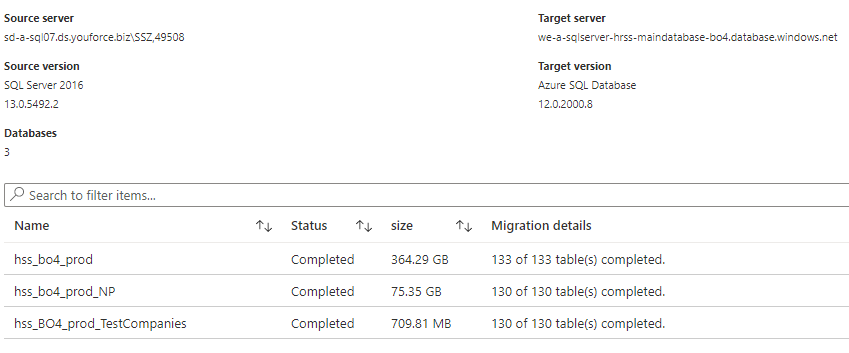 Source server
Target server
sd-a-sql07.ds.youforce.biz\SSZ,49508
we-a-sqlserver-hrss-maindatabase-bo4.database.windows.net
Source version
Target version
SQL Server 2016
Azure SQL Database
13.0.5492.2
12.0.2000.8
Databases
3
Search to filter items...
Name ↑↓ Status ↑↓ size ↑↓ Migration details
hss_bo4_prod Completed 364.29 GB 133 of 133 table(s) completed.
hss_bo4_prod_NP Completed 75.35 GB 130 of 130 table(s) completed.
hss_BO4_prod_TestCompanies Completed 709.81 MB 130 of 130 table(s) completed.